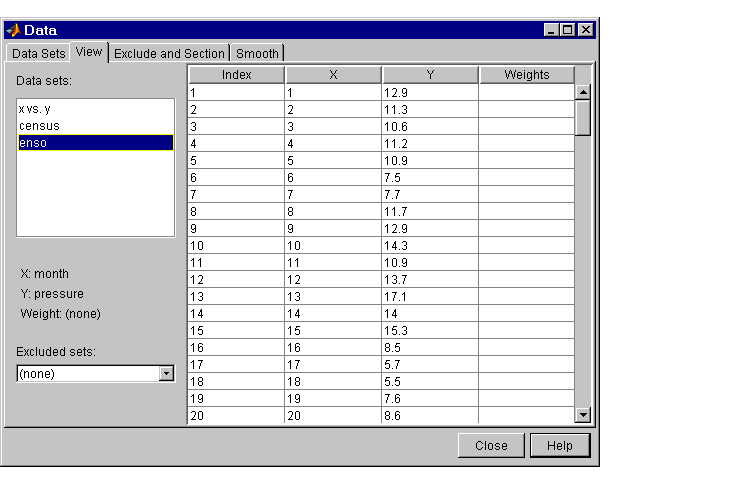 Data
Data Sets View Exclude and Section Smooth
Data sets:
x vs. y
census
enso
X: month
Y: pressure
Weight: (none)
Excluded sets:
(none)
Index X Y Weights
1 1 12.9
2 2 11.3
3 3 10.6
4 4 11.2
5 5 10.9
6 6 7.5
7 7 7.7
8 8 11.7
9 9 12.9
10 10 14.3
11 11 10.9
12 12 13.7
13 13 17.1
14 14 14
15 15 15.3
16 16 8.5
17 17 5.7
18 18 5.5
19 19 7.6
20 20 8.6
Close Help